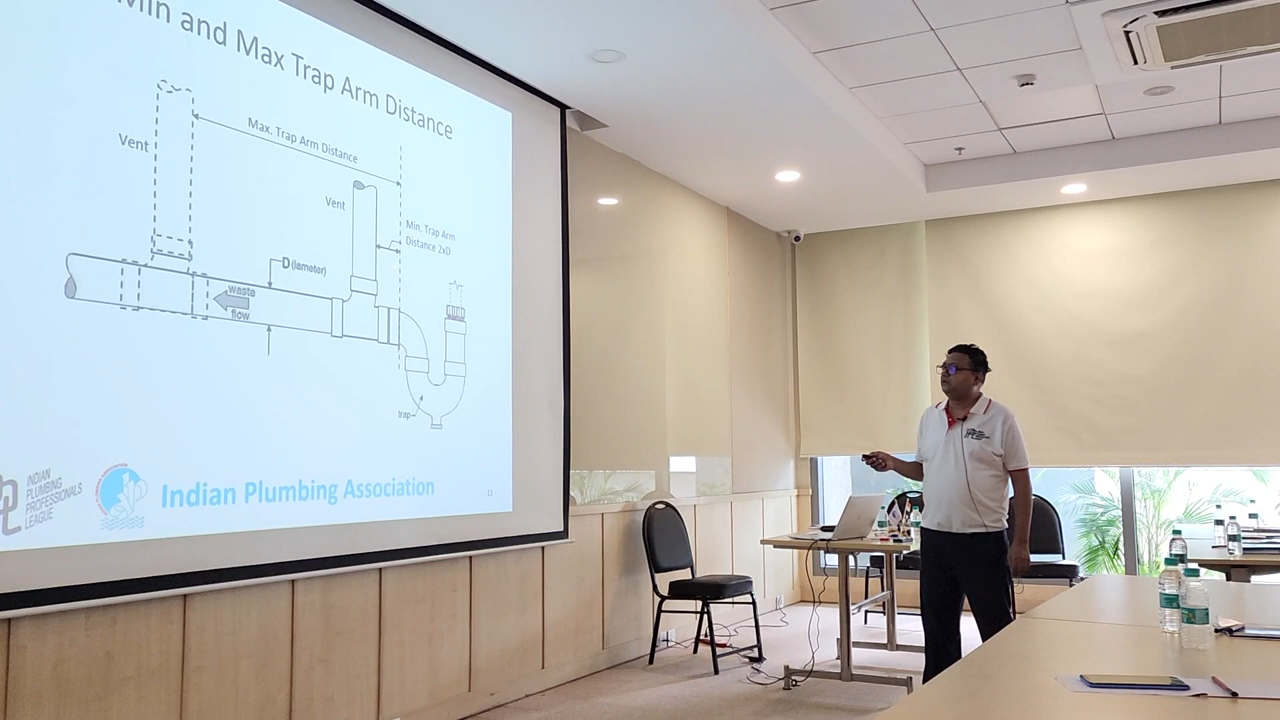 Min and Max Trap Arm Distance
Max. Trap Arm Distance
Vent
Vent
Min. Trap Arm
Distance 2xD
D (iameter)
waste
flow
trap
INDIAN
PLUMBING
PROFESSIONALS
LEAGUE
Indian Plumbing Association
13